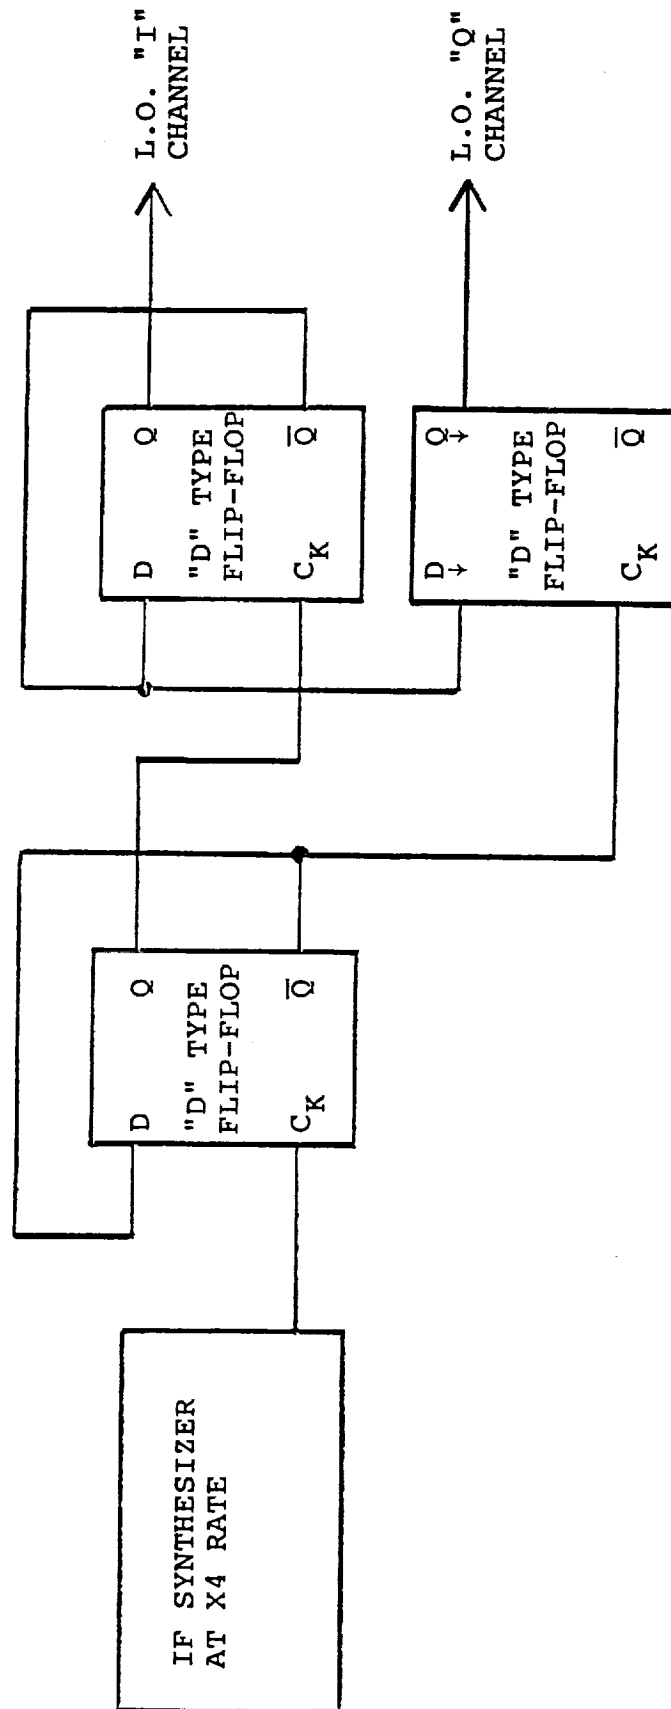 IF SYNTHESIZER
AT X4 RATE
D Q
"D" TYPE
FLIP-FLOP
CK Q̅
D Q
"D" TYPE
FLIP-FLOP
CK Q̅
L.O. "I"
CHANNEL
D↓ Q↓
"D" TYPE
FLIP-FLOP
CK Q̅
L.O. "Q"
CHANNEL